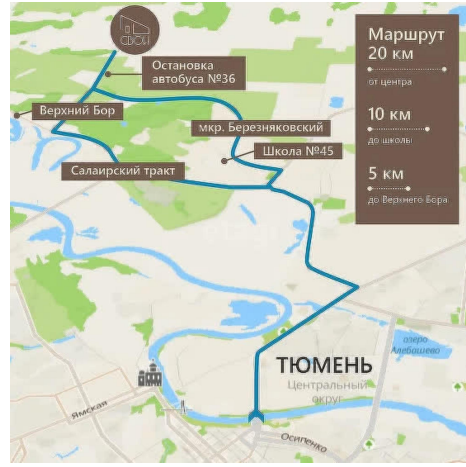 СВОИ
Остановка
автобуса №36
Верхний Бор
мкр. Березняковский
Школа №45
Салаирский тракт
Маршрут
20 км
от центра
10 км
до школы
5 км
до Верхнего Бора
озеро
Алебашево
ТЮМЕНЬ
Центральный
округ
Ямская
Осипенко